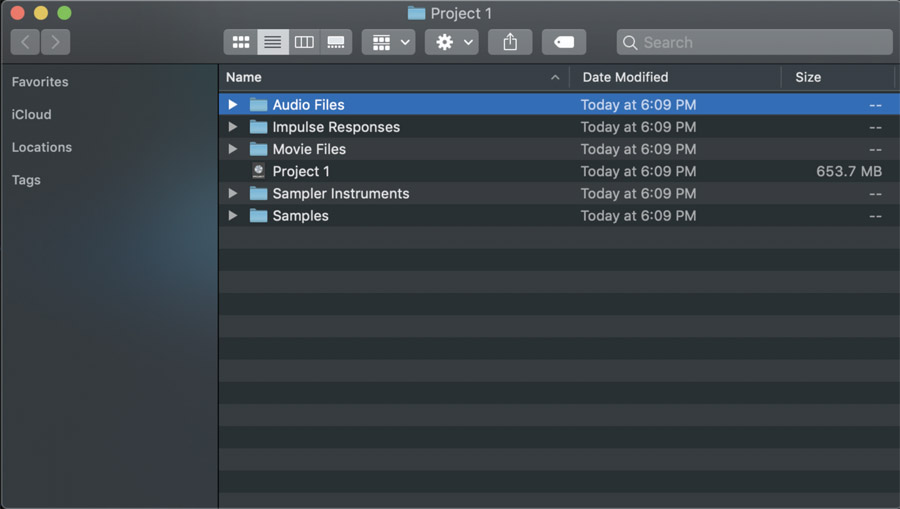 Project 1
Search
Favorites
iCloud
Locations
Tags
Name Date Modified Size
Audio Files Today at 6:09 PM --
Impulse Responses Today at 6:09 PM --
Movie Files Today at 6:09 PM --
Project 1 Today at 6:09 PM 653.7 MB
Sampler Instruments Today at 6:09 PM --
Samples Today at 6:09 PM --